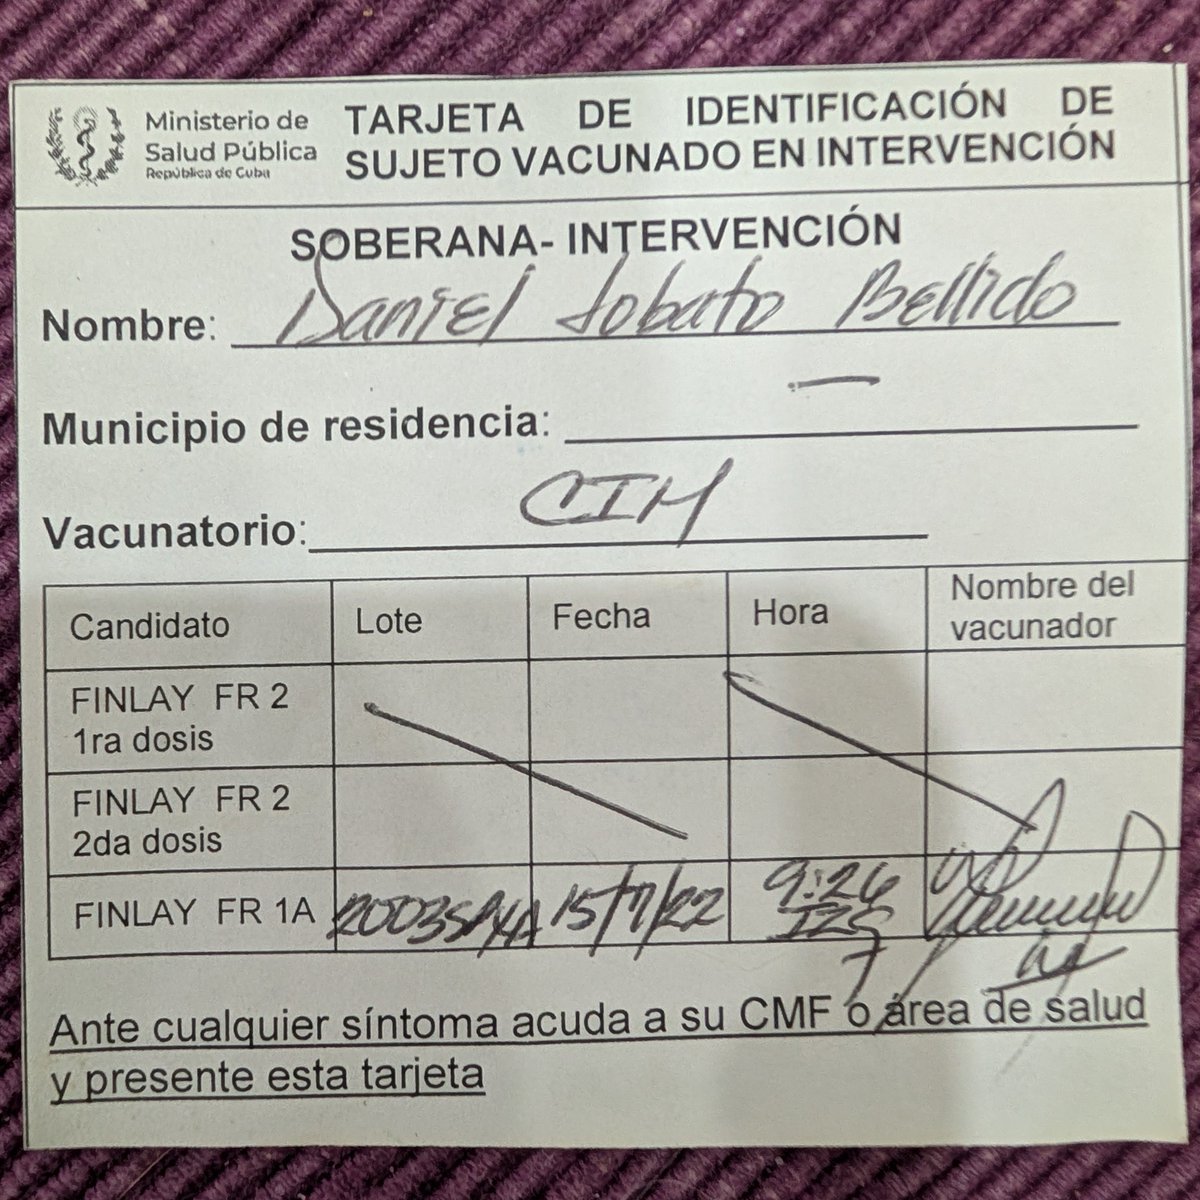 Ministerio de
Salud Pública
República de Cuba
TARJETA DE IDENTIFICACIÓN DE
SUJETO VACUNADO EN INTERVENCIÓN
SOBERANA- INTERVENCIÓN
Nombre: Daniel Lobato Bellido
Municipio de residencia: —
Vacunatorio: CIM
Candidato Lote Fecha Hora Nombre del
vacunador
FINLAY FR 2
1ra dosis
FINLAY FR 2
2da dosis
FINLAY FR 1A 15/7/22 9:26
Ante cualquier síntoma acuda a su CMF o área de salud
y presente esta tarjeta